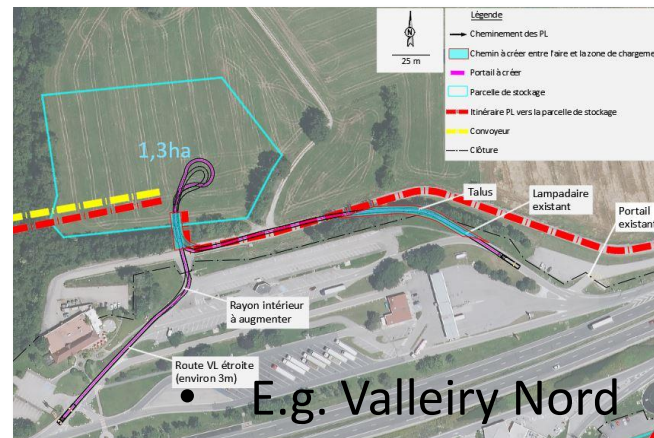 Légende
N
25 m
Cheminement des PL
Chemin à créer entre l'aire et la zone de chargeme
Portail à créer
Parcelle de stockage
Itinéraire PL vers la parcelle de stockage
Convoyeur
Clôture
1,3ha
Talus
Lampadaire
existant
Portail
existant
Rayon intérieur
à augmenter
Route VL étroite
(environ 3m)
• E.g. Valleiry Nord